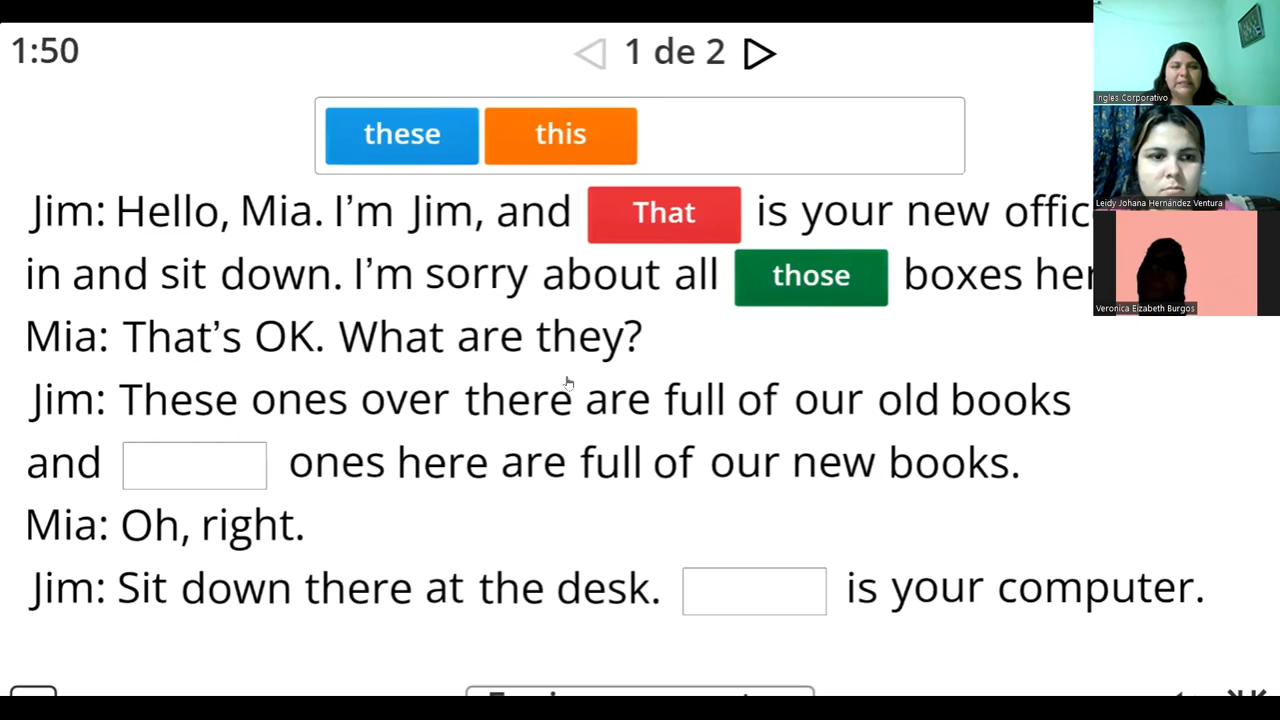 1:50
1 de 2
Ingles Corporativo
these this
Jim: Hello, Mia. I'm Jim, and That is your new offic
Leidy Johana Hernández Ventura
in and sit down. I'm sorry about all those boxes her
Veronica Eizabeth Burgos
Mia: That's OK. What are they?
Jim: These ones over there are full of our old books
and ones here are full of our new books.
Mia: Oh, right.
Jim: Sit down there at the desk. is your computer.